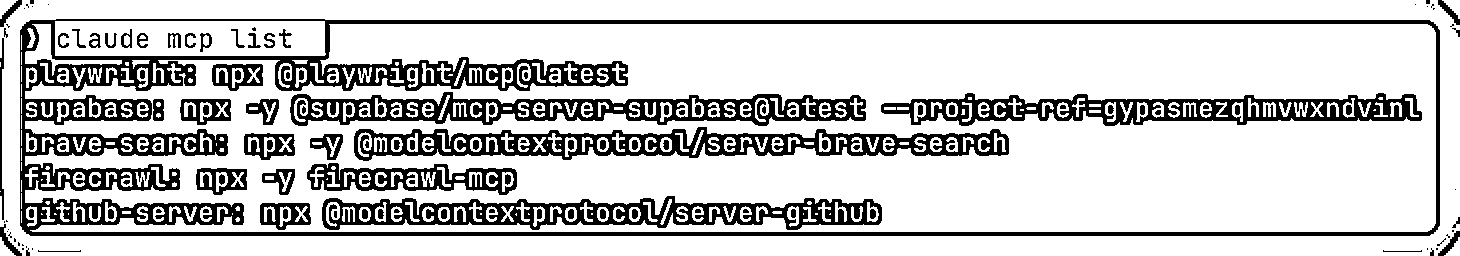 ❯ claude mcp list
playwright: npx @playwright/mcp@latest
supabase: npx -y @supabase/mcp-server-supabase@latest --project-ref=gypasmezqhmvwxndvinl
brave-search: npx -y @modelcontextprotocol/server-brave-search
firecrawl: npx -y firecrawl-mcp
github-server: npx @modelcontextprotocol/server-github